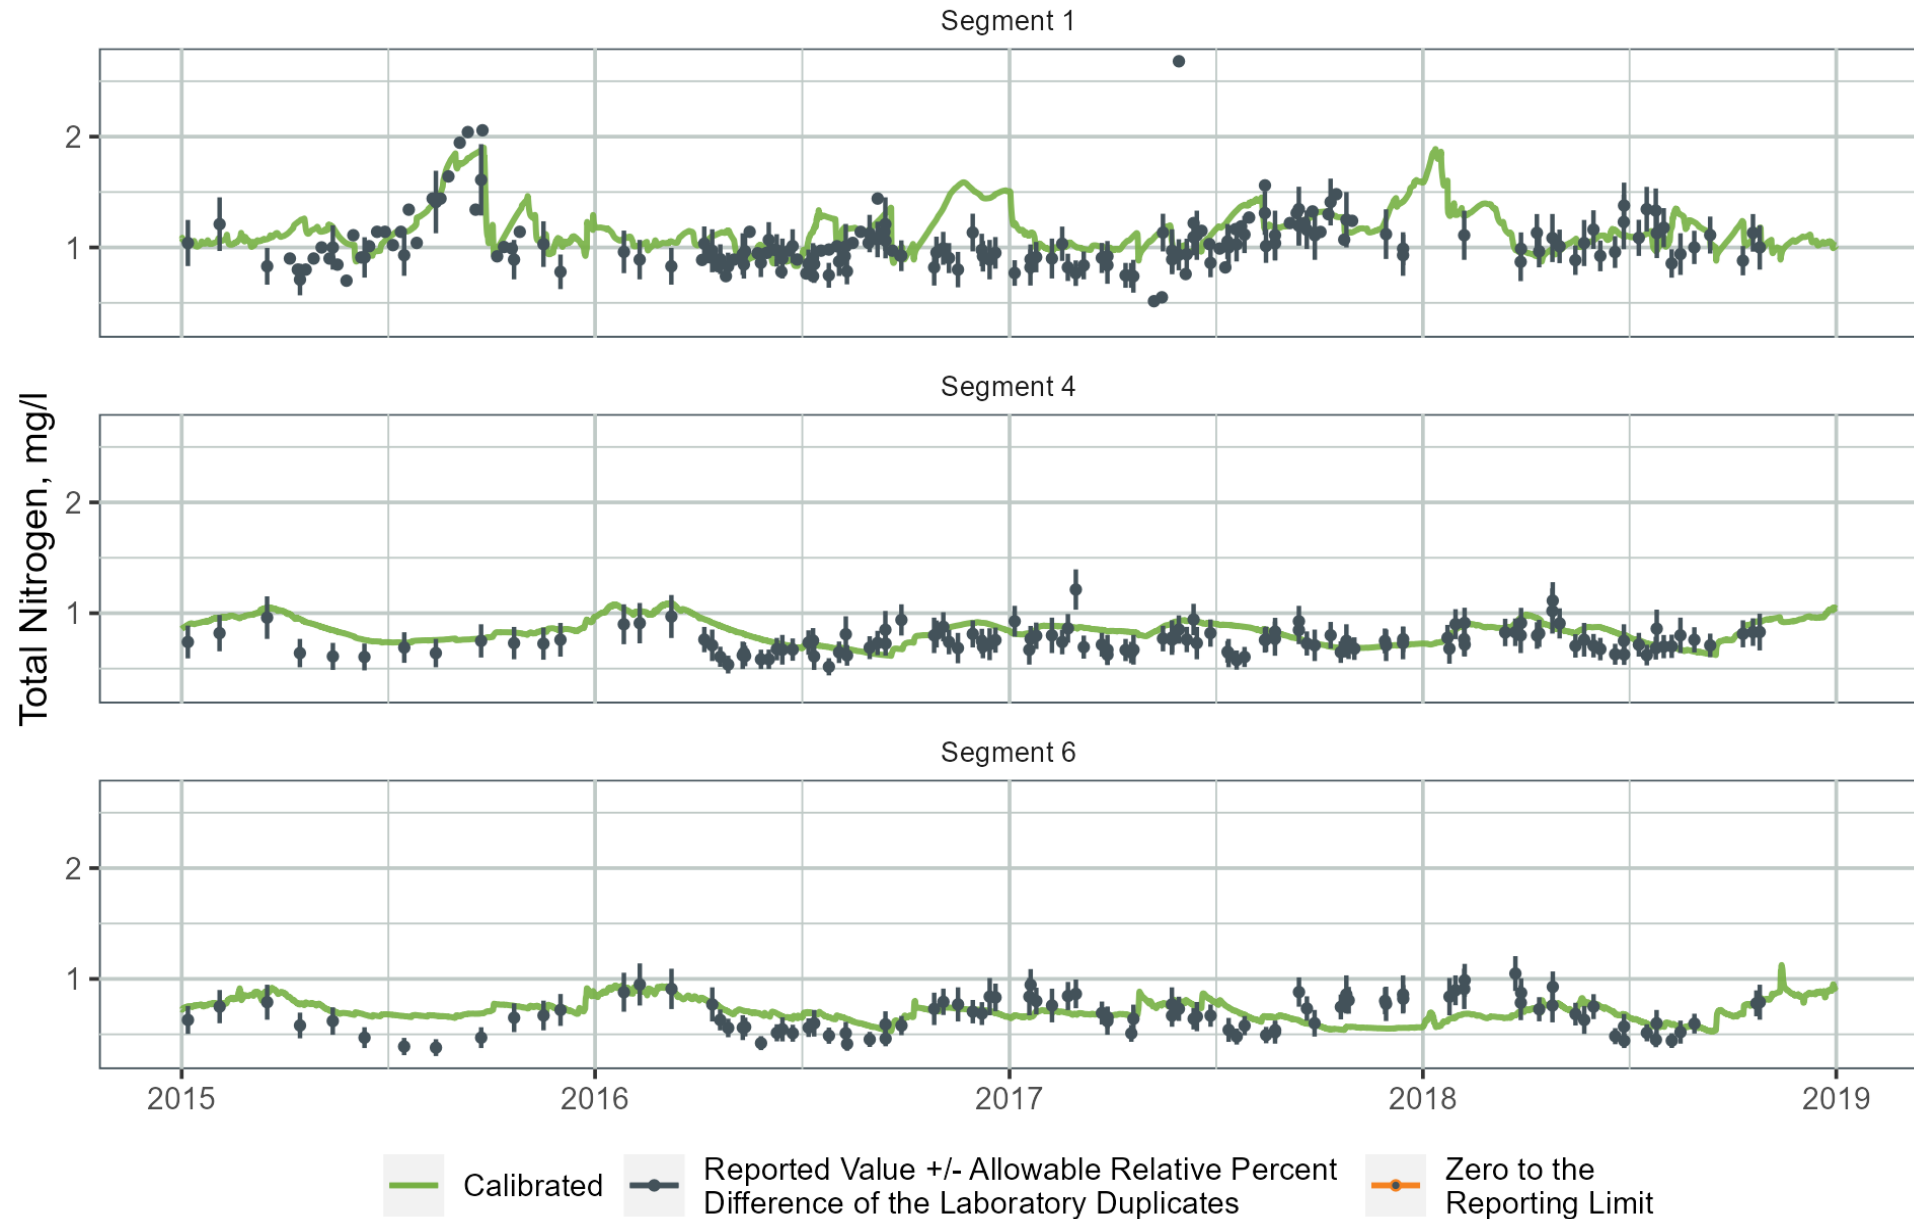 Segment 1
2
1
Segment 4
2
1
Segment 6
2
1
Total Nitrogen, mg/l
2015
2016
2017
2018
2019
Calibrated
Reported Value +/- Allowable Relative Percent
Difference of the Laboratory Duplicates
Zero to the
Reporting Limit